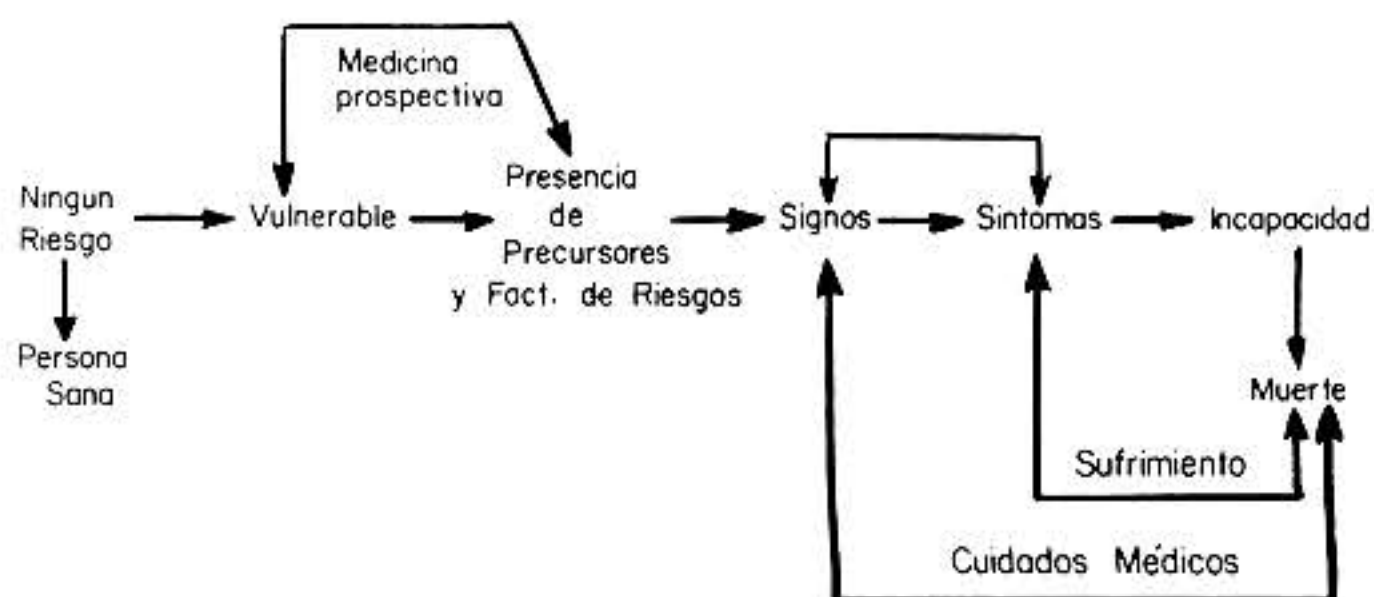 Medicina
prospectiva
Ningun
Riesgo
Vulnerable
Presencia
de
Precursores
y Fact. de Riesgos
Signos
Sintomas
Incapacidad
Persona
Sana
Muerte
Sufrimiento
Cuidados Médicos